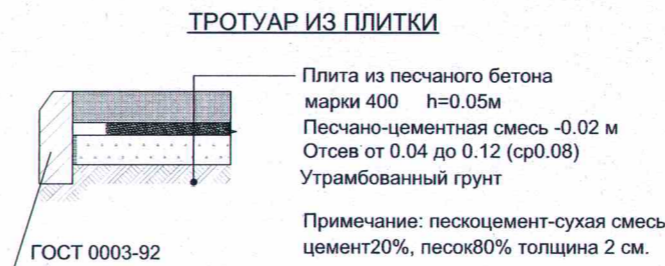 ТРОТУАР ИЗ ПЛИТКИ
Плита из песчаного бетона
марки 400 h=0.05м
Песчано-цементная смесь -0.02 м
Отсев от 0.04 до 0.12 (ср0.08)
Утрамбованный грунт
Примечание: пескоцемент-сухая смесь
цемент20%, песок80% толщина 2 см.
ГОСТ 0003-92